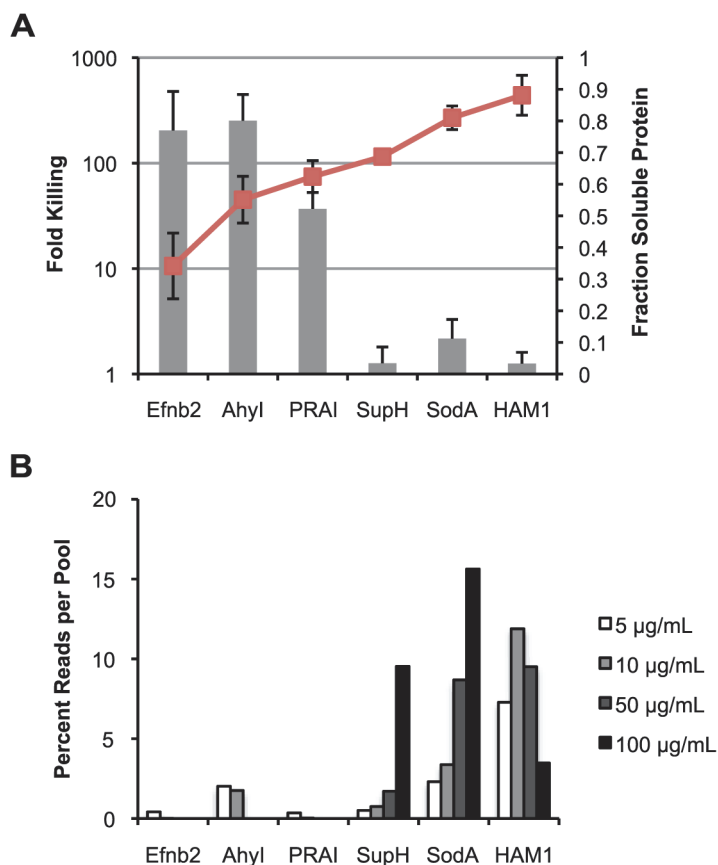 A
1000
100
10
1
Fold Killing
1
0.9
0.8
0.7
0.6
0.5
0.4
0.3
0.2
0.1
0
Fraction Soluble Protein
Efnb2 AhyI PRAI SupH SodA HAM1
B
20
15
10
5
0
Percent Reads per Pool
5 µg/mL
10 µg/mL
50 µg/mL
100 µg/mL
Efnb2 AhyI PRAI SupH SodA HAM1